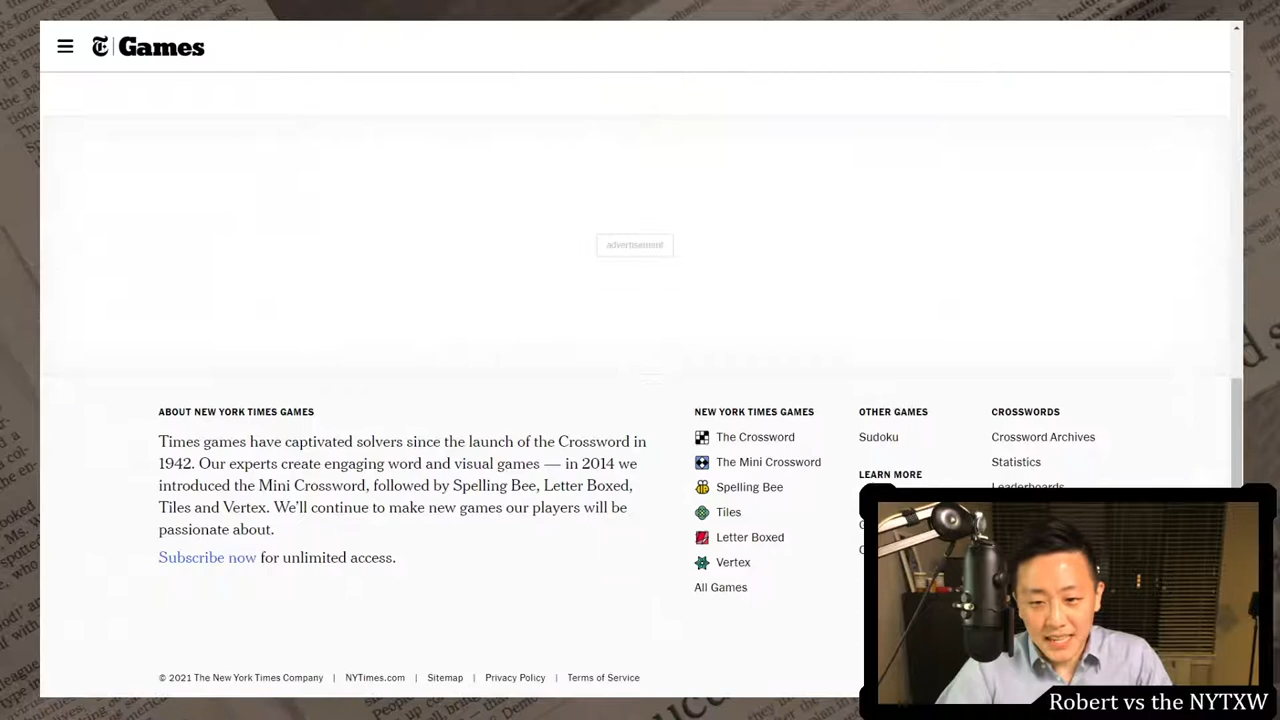 Games
advertisement
ABOUT NEW YORK TIMES GAMES
Times games have captivated solvers since the launch of the Crossword in
1942. Our experts create engaging word and visual games — in 2014 we
introduced the Mini Crossword, followed by Spelling Bee, Letter Boxed,
Tiles and Vertex. We'll continue to make new games our players will be
passionate about.
Subscribe now for unlimited access.
NEW YORK TIMES GAMES
The Crossword
The Mini Crossword
Spelling Bee
Tiles
Letter Boxed
Vertex
All Games
OTHER GAMES
Sudoku
LEARN MORE
CROSSWORDS
Crossword Archives
Statistics
Leaderboards
© 2021 The New York Times Company | NYTimes.com | Sitemap | Privacy Policy | Terms of Service
Robert vs the NYTXW